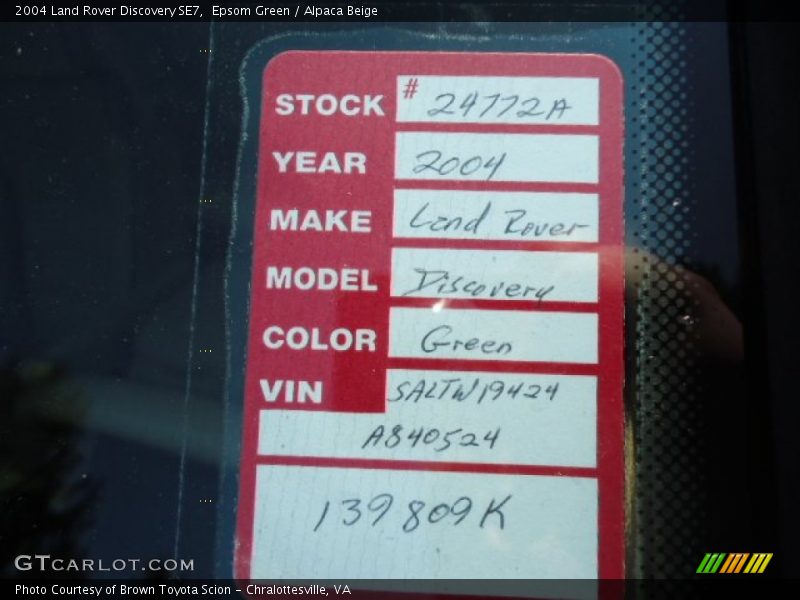 2004 Land Rover Discovery SE7, Epsom Green / Alpaca Beige
STOCK # 24772A
YEAR 2004
MAKE Land Rover
MODEL Discovery
COLOR Green
VIN SALTW19424
A840524
139809K
GTCARLOT.COM
Photo Courtesy of Brown Toyota Scion - Chralottesville, VA